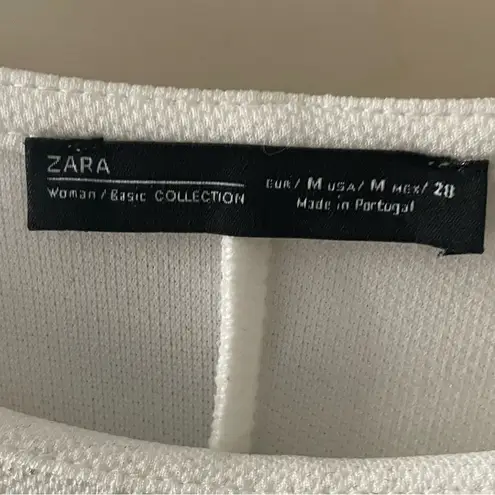 ZARA
Woman / Basic COLLECTION
EUR / M USA / M MEX / 28
Made in Portugal